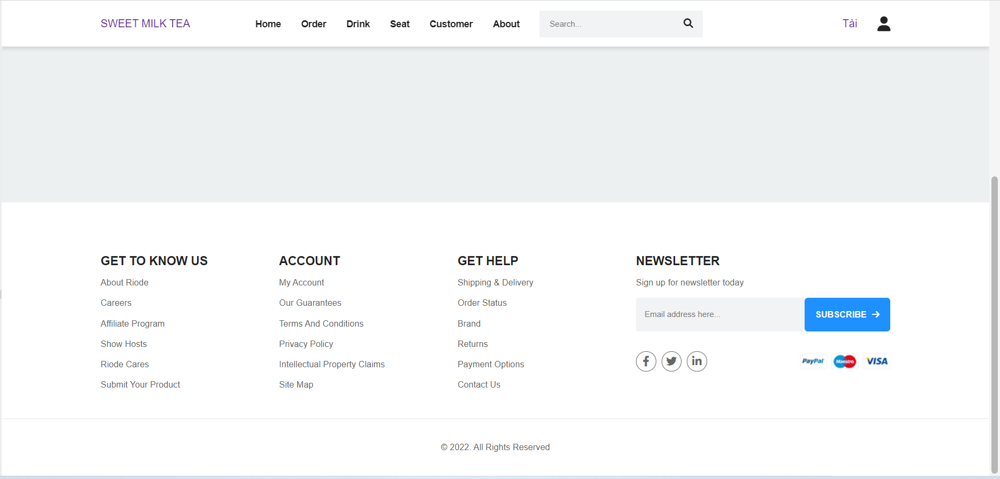 SWEET MILK TEA
Home Order Drink Seat Customer About
Search...
Tài
GET TO KNOW US
About Riode
Careers
Affiliate Program
Show Hosts
Riode Cares
Submit Your Product
ACCOUNT
My Account
Our Guarantees
Terms And Conditions
Privacy Policy
Intellectual Property Claims
Site Map
GET HELP
Shipping & Delivery
Order Status
Brand
Returns
Payment Options
Contact Us
NEWSLETTER
Sign up for newsletter today
Email address here...
SUBSCRIBE
PayPal Maestro VISA
© 2022. All Rights Reserved